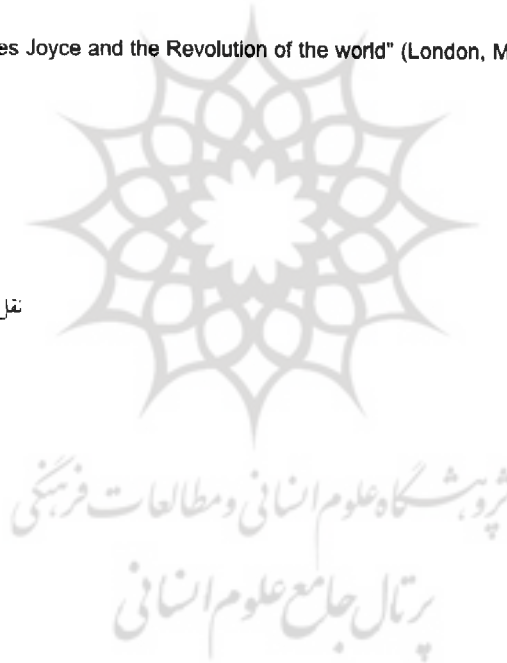 es Joyce and the Revolution of the world" (London, M
نقل
پژوهشگاه علوم انسانی و مطالعات فرهنگی
پرتال جامع علوم انسانی